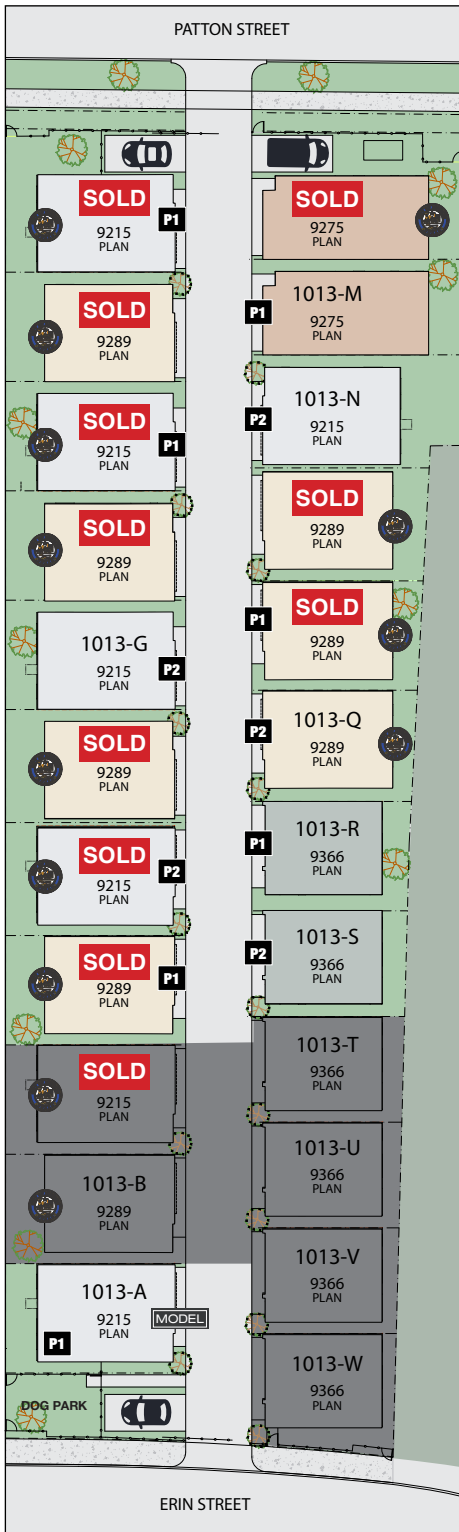 PATTON STREET
SOLD
9215
PLAN
P1
SOLD
9289
PLAN
SOLD
9215
PLAN
P1
SOLD
9289
PLAN
1013-G
9215
PLAN
P2
SOLD
9289
PLAN
SOLD
9215
PLAN
P2
SOLD
9289
PLAN
P1
SOLD
9215
PLAN
1013-B
9289
PLAN
1013-A
9215
PLAN
MODEL
P1
DOG PARK
SOLD
9275
PLAN
1013-M
P1
9275
PLAN
1013-N
P2
9215
PLAN
SOLD
9289
PLAN
SOLD
P1
9289
PLAN
1013-Q
P2
9289
PLAN
1013-R
P1
9366
PLAN
1013-S
P2
9366
PLAN
1013-T
9366
PLAN
1013-U
9366
PLAN
1013-V
9366
PLAN
1013-W
9366
PLAN
ERIN STREET